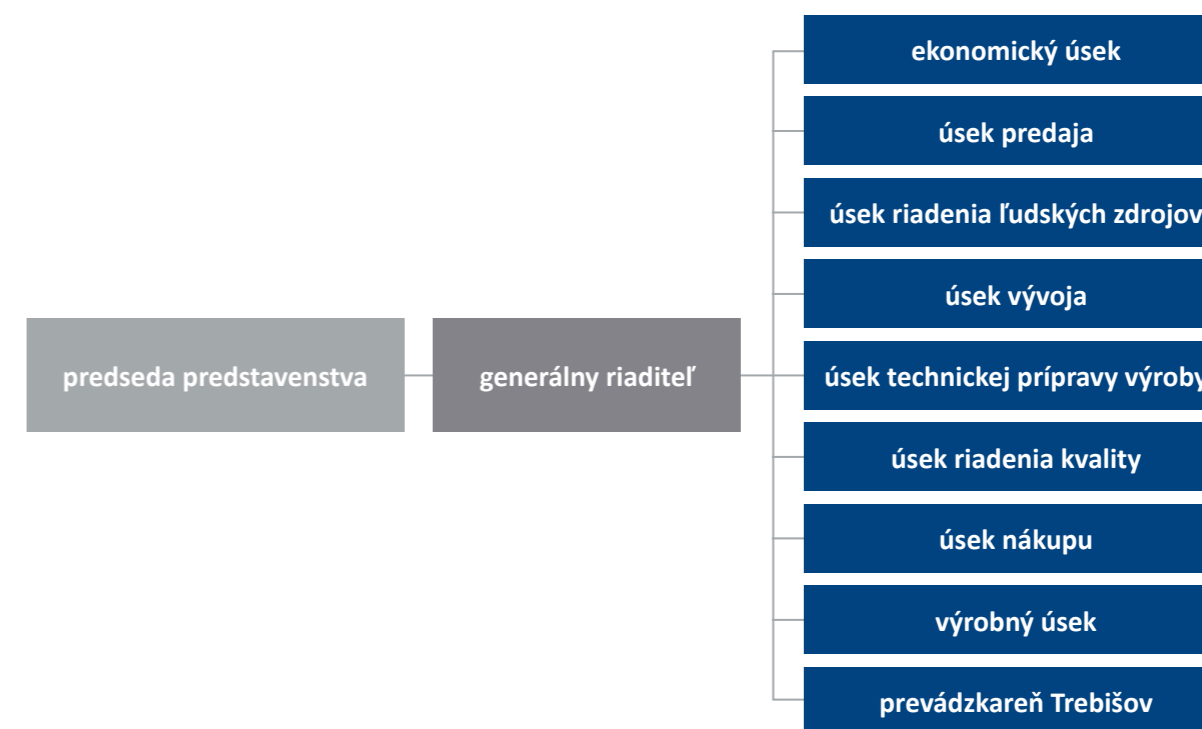 ekonomický úsek
úsek predaja
úsek riadenia ľudských zdrojov
úsek vývoja
predseda predstavenstva
generálny riaditeľ
úsek technickej prípravy výroby
úsek riadenia kvality
úsek nákupu
výrobný úsek
prevádzkareň Trebišov